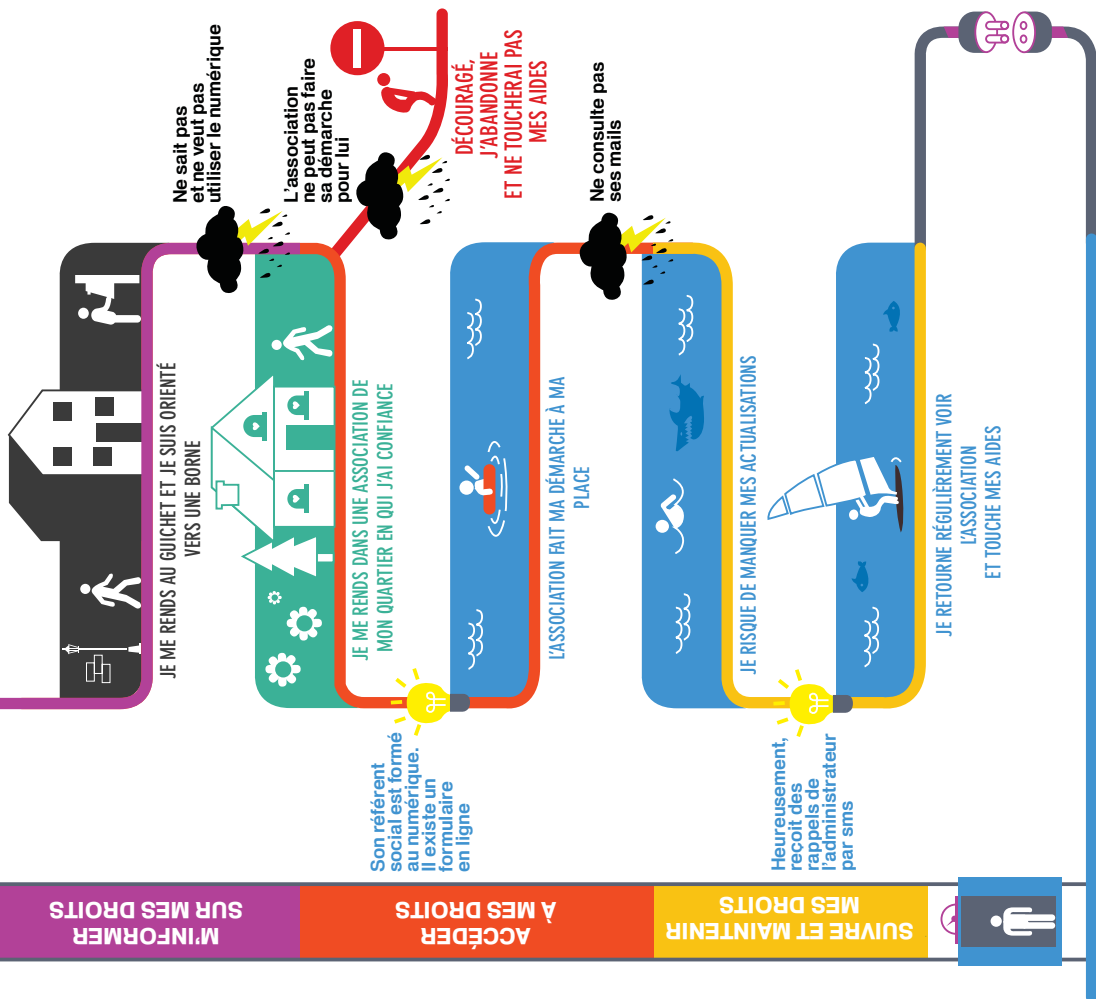 M'INFORMER
SUR MES DROITS
Ne sait pas
et ne veut pas
utiliser le numérique
JE ME RENDS AU GUICHET ET JE SUIS ORIENTÉ
VERS UNE BORNE
ACCÉDER
À MES DROITS
L'association
ne peut pas faire
sa démarche
pour lui
DÉCOURAGÉ,
J'ABANDONNE
ET NE TOUCHERAI PAS
MES AIDES
JE ME RENDS DANS UNE ASSOCIATION DE
MON QUARTIER EN QUI J'AI CONFIANCE
Son référent
social est formé
au numérique.
Il existe un
formulaire
en ligne
L'ASSOCIATION FAIT MA DÉMARCHE À MA
PLACE
Ne consulte pas
ses mails
SUIVRE ET MAINTENIR
MES DROITS
JE RISQUE DE MANQUER MES ACTUALISATIONS
Heureusement,
reçoit des
rappels de
l'administrateur
par sms
JE RETOURNE RÉGULIÈREMENT VOIR
L'ASSOCIATION
ET TOUCHE MES AIDES